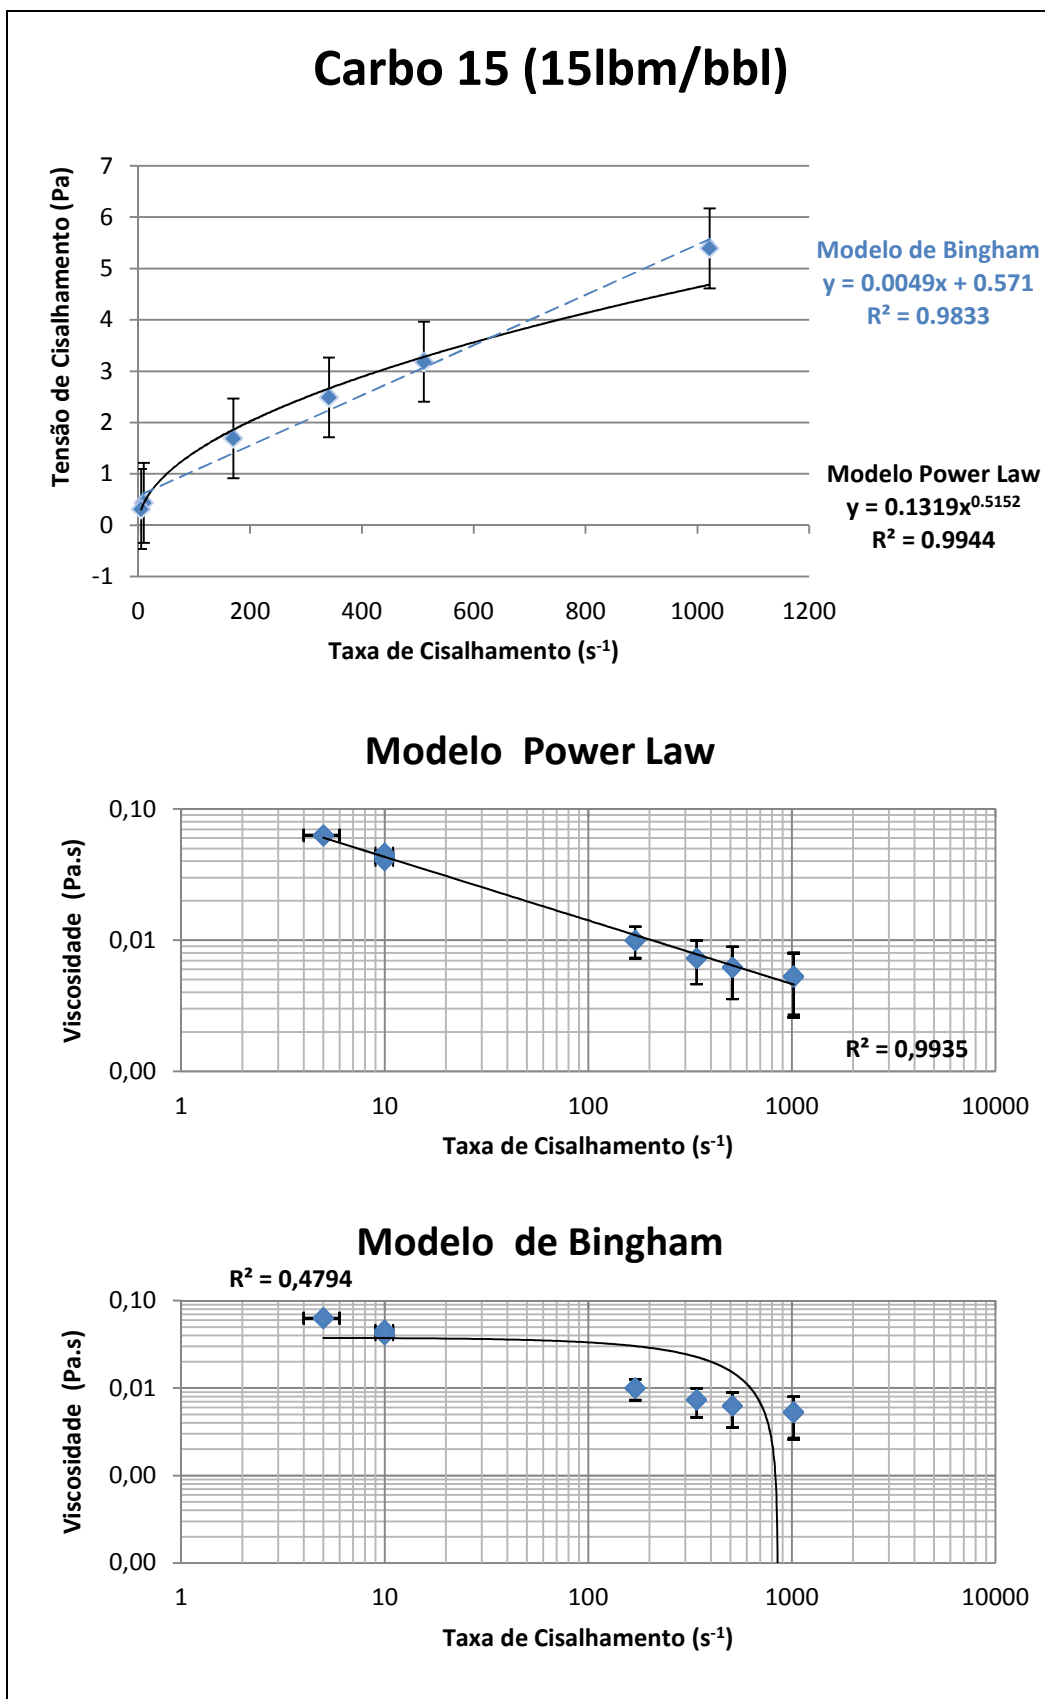 Carbo 15 (15lbm/bbl)
Tensão de Cisalhamento (Pa)
7
6
5
4
3
2
1
0
-1
0 200 400 600 800 1000 1200
Taxa de Cisalhamento (s⁻¹)
Modelo de Bingham
y = 0.0049x + 0.571
R² = 0.9833
Modelo Power Law
y = 0.1319x⁰·⁵¹⁵²
R² = 0.9944
Modelo Power Law
Viscosidade (Pa.s)
0,10
0,01
0,00
R² = 0,9935
1 10 100 1000 10000
Taxa de Cisalhamento (s⁻¹)
Modelo de Bingham
R² = 0,4794
Viscosidade (Pa.s)
0,10
0,01
0,00
0,00
1 10 100 1000 10000
Taxa de Cisalhamento (s⁻¹)